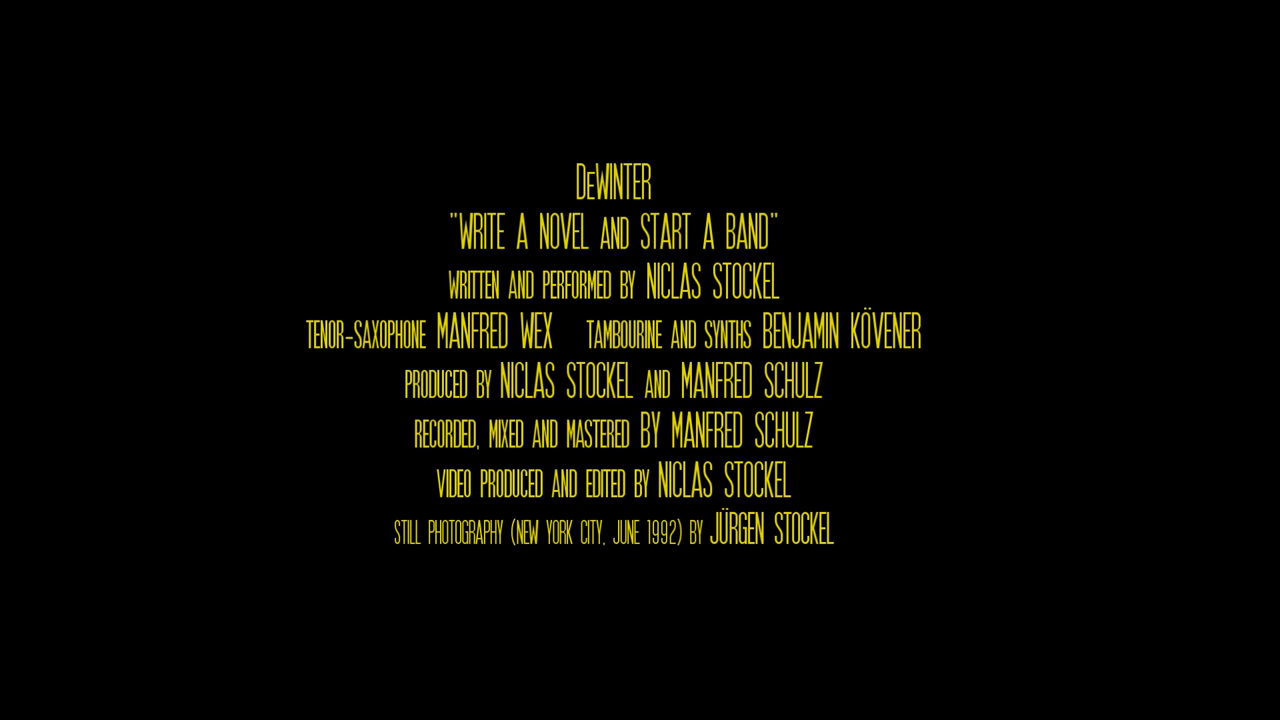 DeWINTER
"WRITE A NOVEL AND START A BAND"
WRITTEN AND PERFORMED BY NICLAS STOCKEL
TENOR-SAXOPHONE MANFRED WEX TAMBOURINE AND SYNTHS BENJAMIN KÖVENER
PRODUCED BY NICLAS STOCKEL AND MANFRED SCHULZ
RECORDED, MIXED AND MASTERED BY MANFRED SCHULZ
VIDEO PRODUCED AND EDITED BY NICLAS STOCKEL
STILL PHOTOGRAPHY (NEW YORK CITY, JUNE 1992) BY JÜRGEN STOCKEL